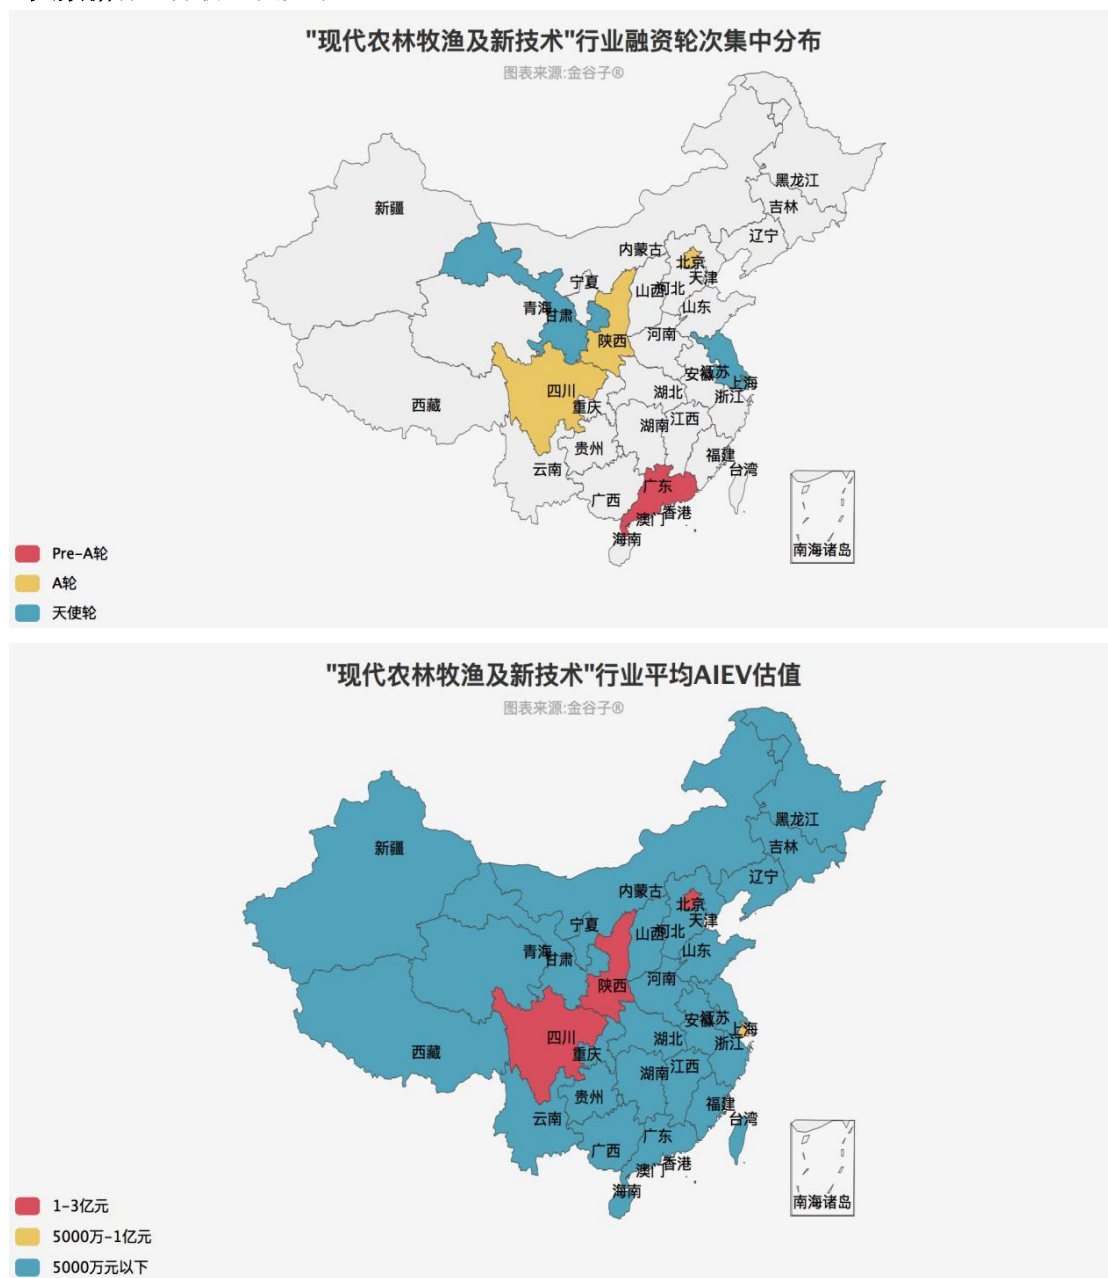 "现代农林牧渔及新技术"行业融资轮次集中分布
图表来源:金谷子®
黑龙江
吉林
新疆
辽宁
内蒙古
北京
天津
宁夏
山西
河北
青海
甘肃
山东
河南
陕西
安徽
江苏
上海
四川
湖北
浙江
西藏
重庆
湖南
江西
贵州
福建
云南
台湾
广东
广西
澳门
香港
海南
南海诸岛
Pre-A轮
A轮
天使轮
"现代农林牧渔及新技术"行业平均AIEV估值
图表来源:金谷子®
黑龙江
吉林
新疆
辽宁
内蒙古
北京
天津
宁夏
山西
河北
青海
甘肃
山东
河南
陕西
安徽
江苏
上海
四川
湖北
浙江
西藏
重庆
湖南
江西
贵州
福建
云南
台湾
广东
广西
澳门
香港
海南
南海诸岛
1-3亿元
5000万-1亿元
5000万元以下